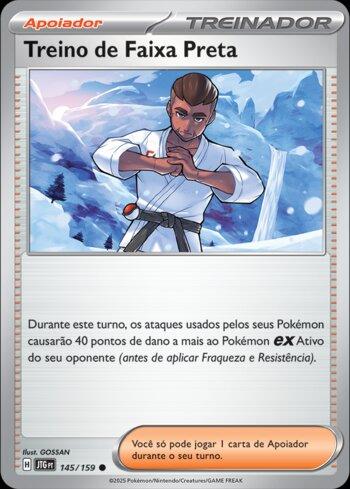 Apoiador
TREINADOR
Treino de Faixa Preta
Durante este turno, os ataques usados pelos seus Pokémon
causarão 40 pontos de dano a mais ao Pokémon ex Ativo
do seu oponente (antes de aplicar Fraqueza e Resistência).
Ilust. GOSSAN
H JTG PT 145/159
Você só pode jogar 1 carta de Apoiador
durante o seu turno.
©2025 Pokémon/Nintendo/Creatures/GAME FREAK